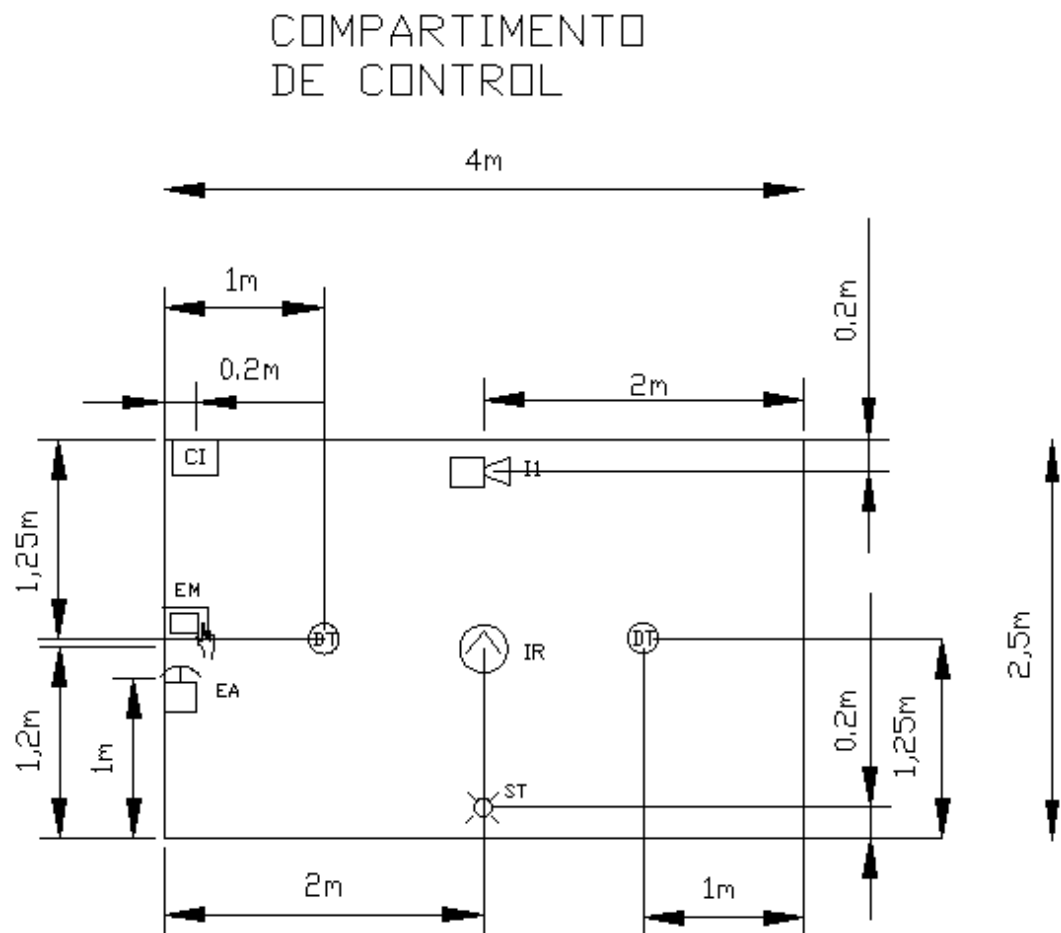 COMPARTIMENTO
DE CONTROL
4m
1m
0.2m
0.2m
2m
CI
I1
1,25m
EM
DT
IR
DT
2,5m
EA
1,2m
1m
0.2m
1,25m
ST
2m
1m